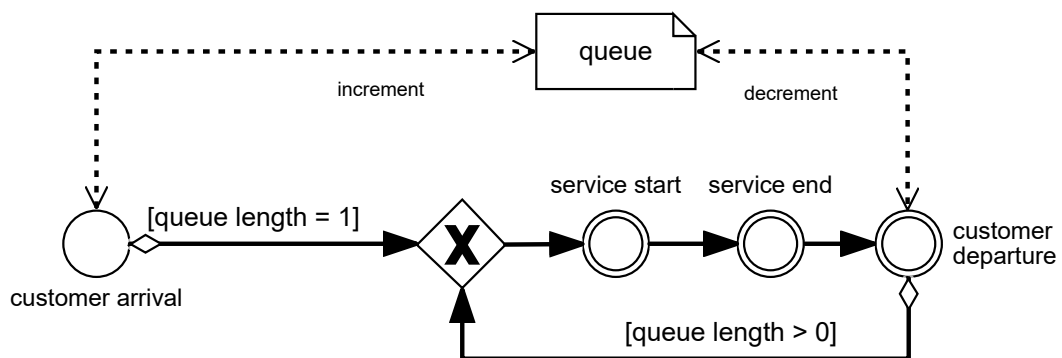 queue
increment
decrement
service start
service end
[queue length = 1]
X
customer
departure
customer arrival
[queue length > 0]